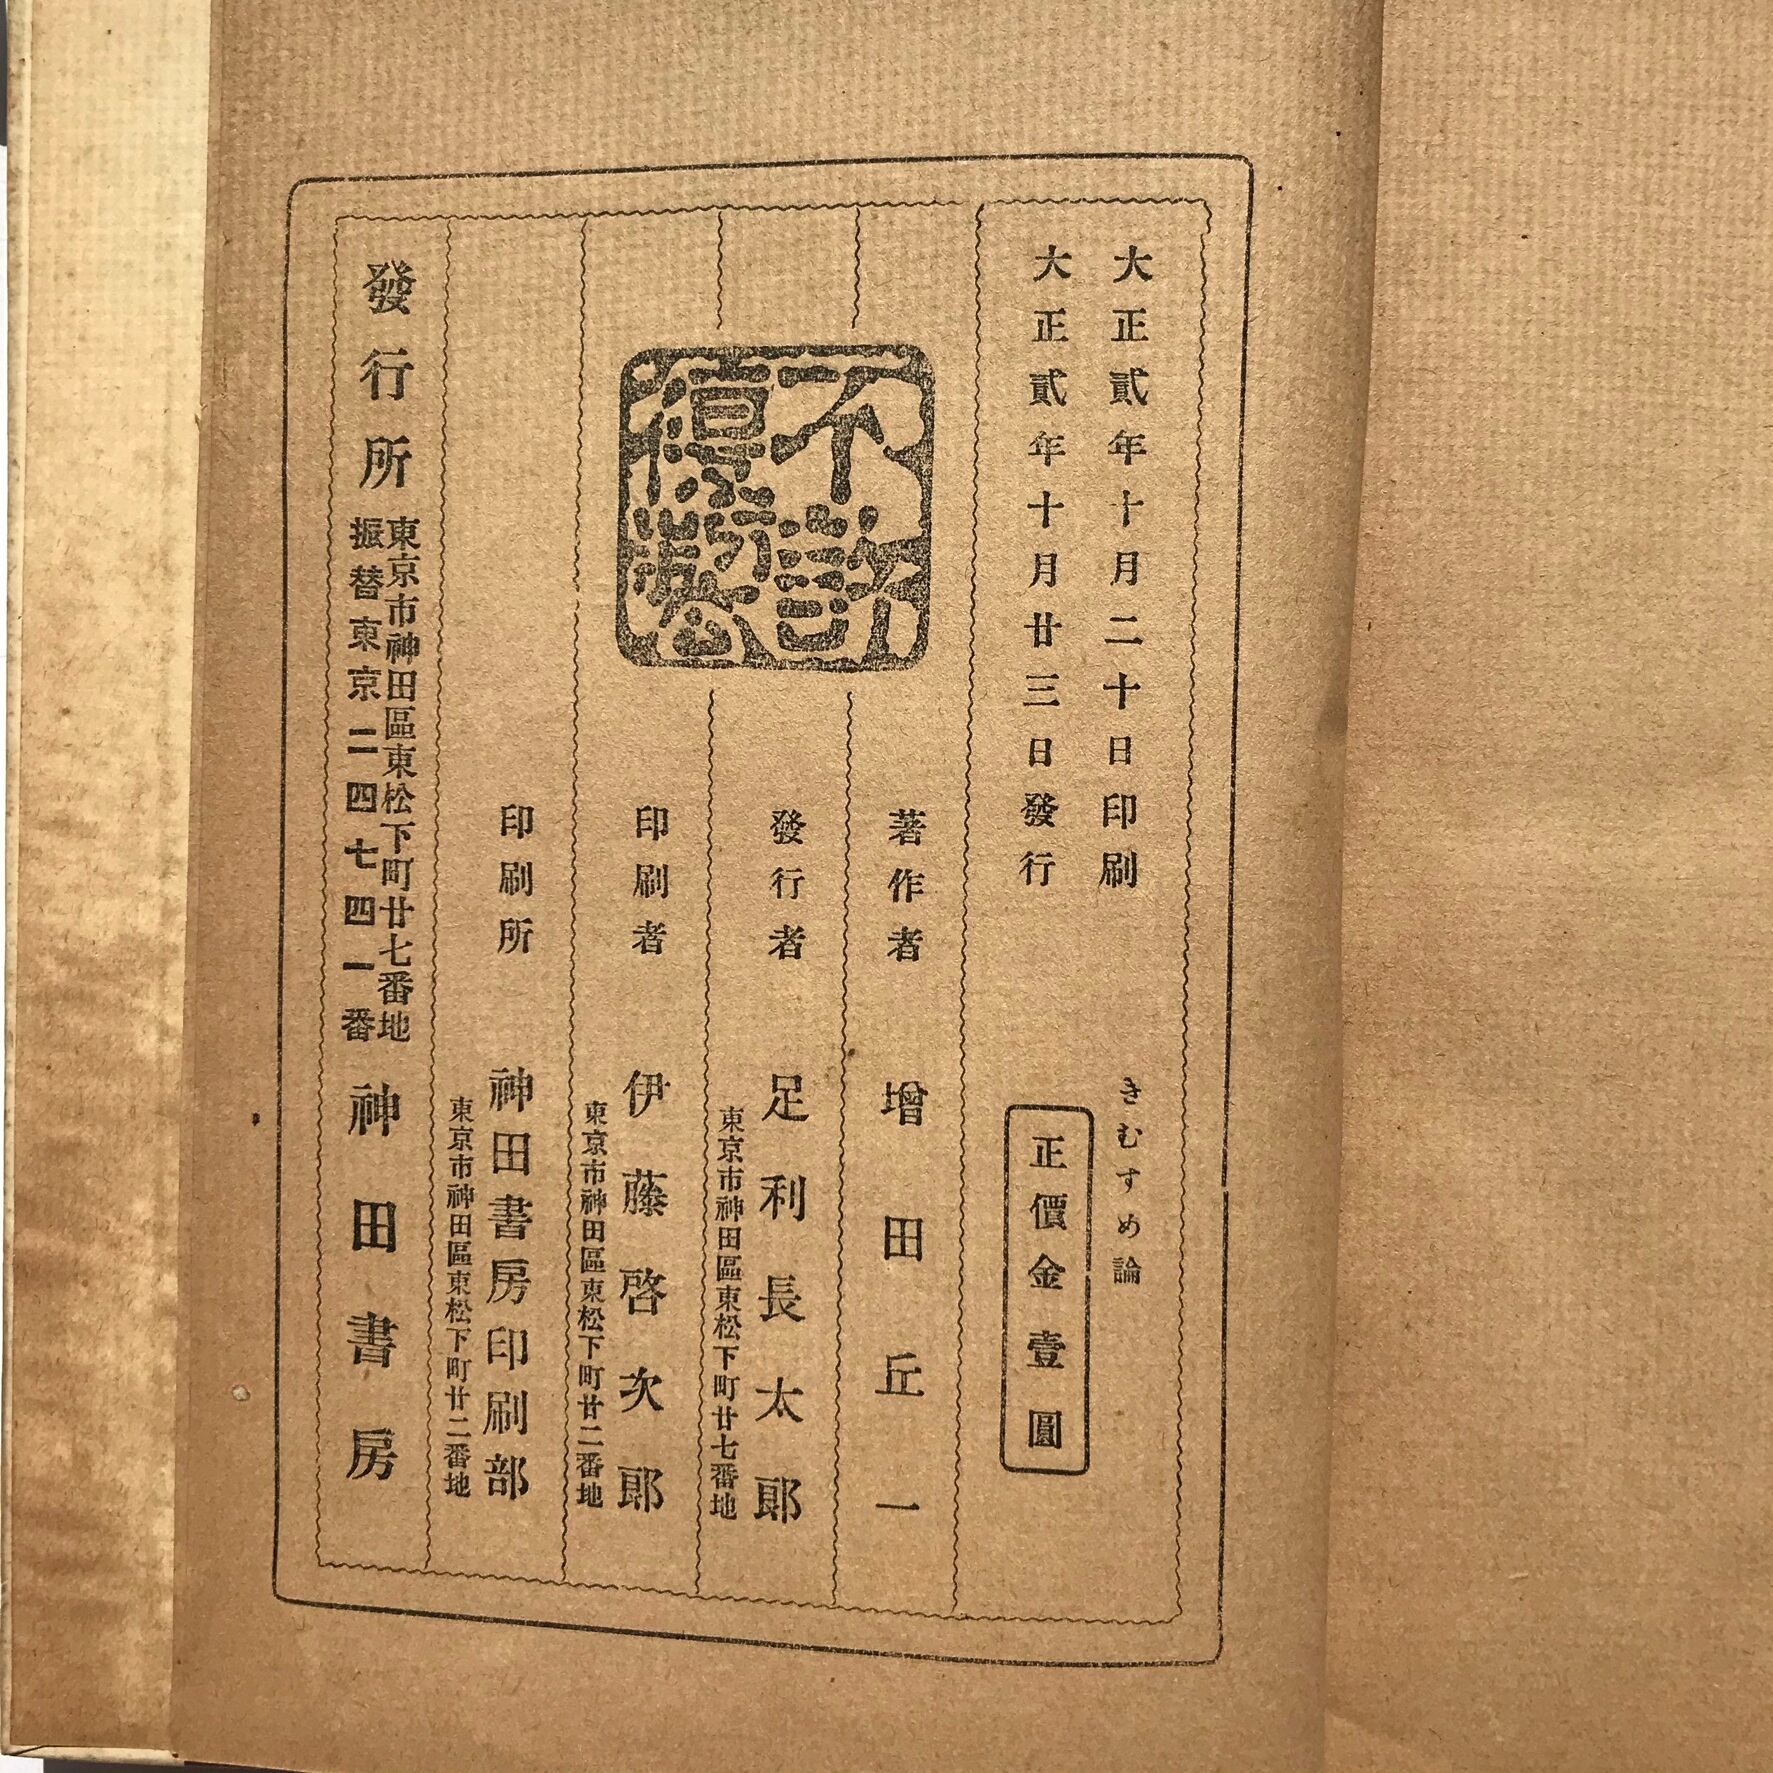 大正貳年十月二十日印刷
大正貳年十月廿三日發行
きむすめ論
正價金壹圓
不許
著作者 增田丘一
發行者 足利長太郎
東京市神田區東松下町廿七番地
印刷者 伊藤啓次郎
東京市神田區東松下町廿二番地
印刷所 神田書房印刷部
東京市神田區東松下町廿二番地
發行所
東京市神田區東松下町廿七番地
振替東京二四七四一番
神田書房